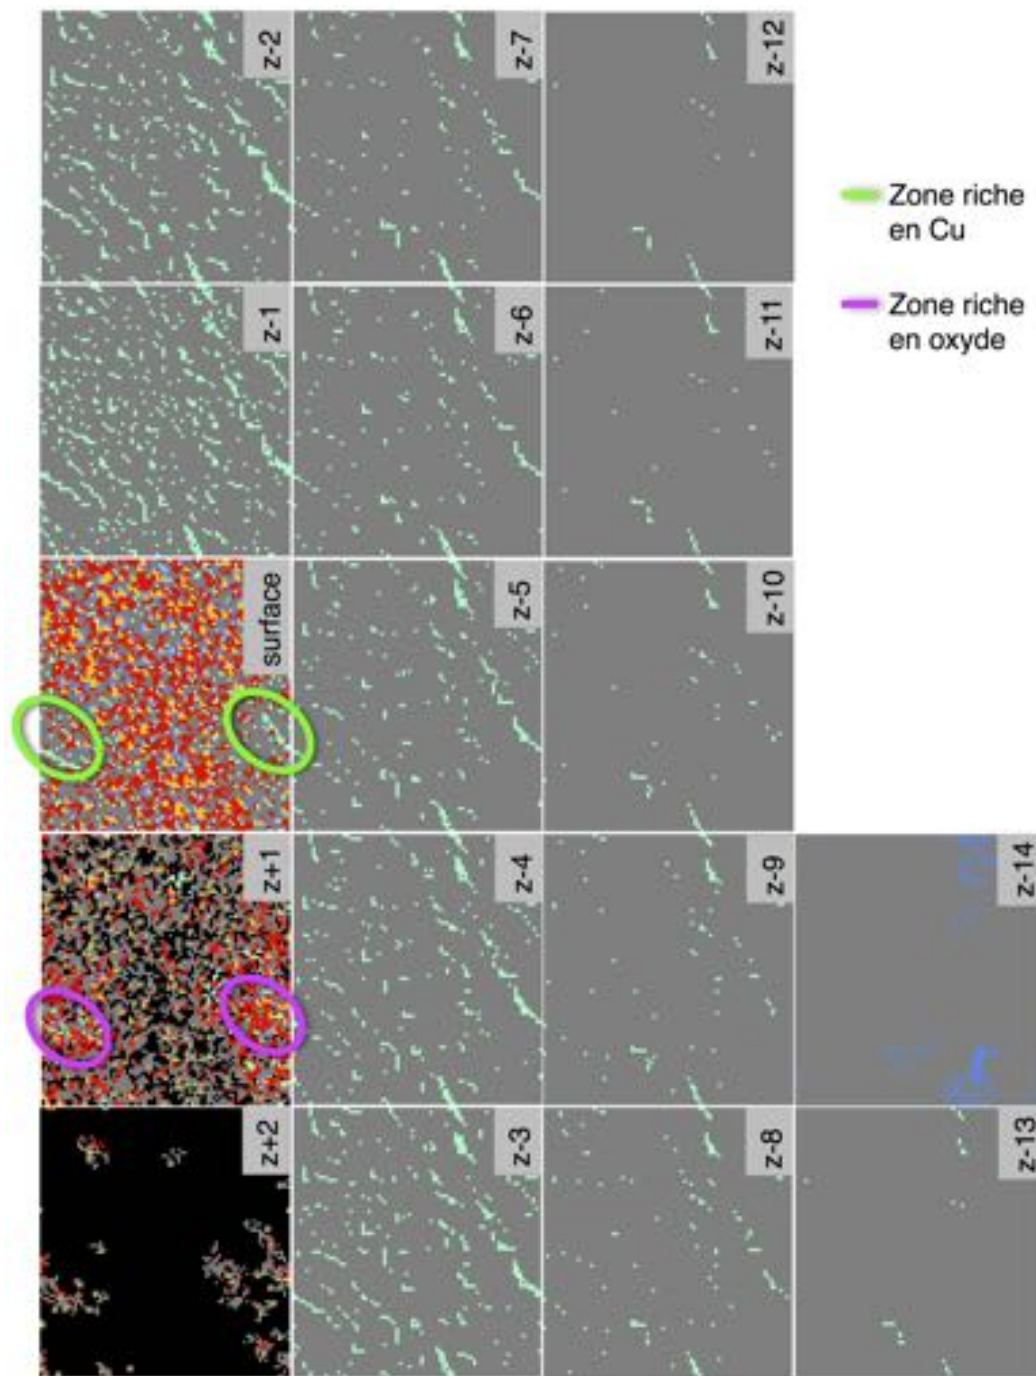 z+2
z+1
surface
z-1
z-2
z-3
z-4
z-5
z-6
z-7
z-8
z-9
z-10
z-11
z-12
z-13
z-14
Zone riche
en Cu
Zone riche
en oxyde